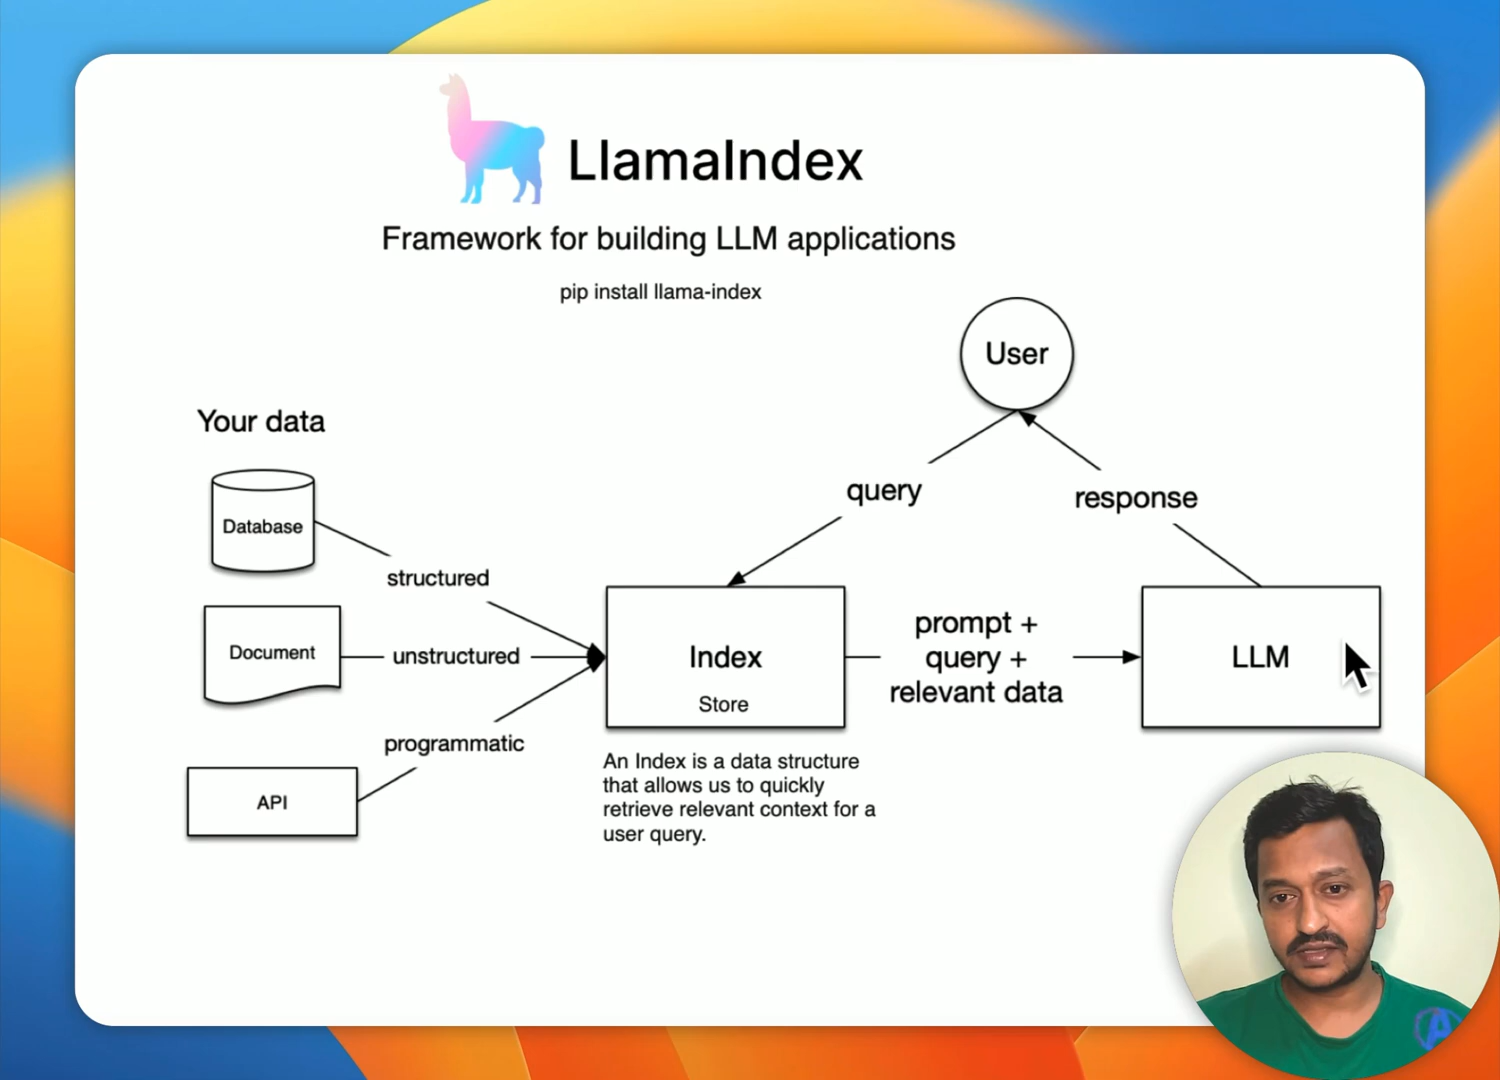 LlamaIndex
Framework for building LLM applications
pip install llama-index
User
Your data
query
response
Database
structured
Document
unstructured
Index
Store
prompt +
query +
relevant data
LLM
programmatic
API
An Index is a data structure
that allows us to quickly
retrieve relevant context for a
user query.